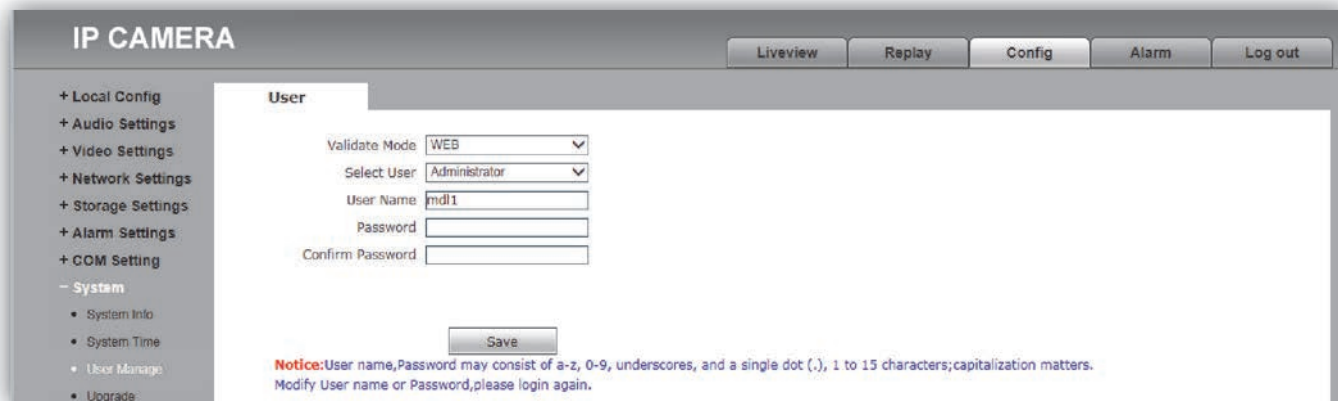 IP CAMERA
Liveview Replay Config Alarm Log out
+ Local Config
+ Audio Settings
+ Video Settings
+ Network Settings
+ Storage Settings
+ Alarm Settings
+ COM Setting
− System
• System Info
• System Time
• User Manage
• Upgrade
User
Validate Mode WEB
Select User Administrator
User Name mdl1
Password
Confirm Password
Save
Notice:User name,Password may consist of a-z, 0-9, underscores, and a single dot (.), 1 to 15 characters;capitalization matters.
Modify User name or Password,please login again.